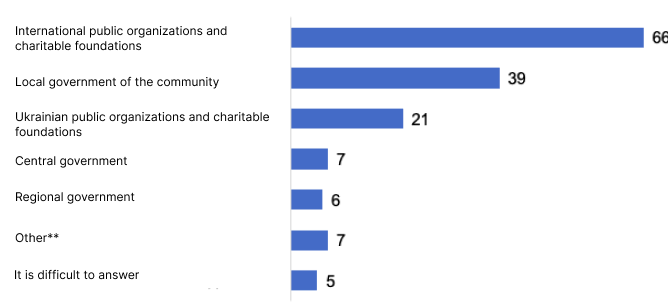 International public organizations and
charitable foundations
66
Local government of the community
39
Ukrainian public organizations and charitable
foundations
21
Central government
7
Regional government
6
Other**
7
It is difficult to answer
5